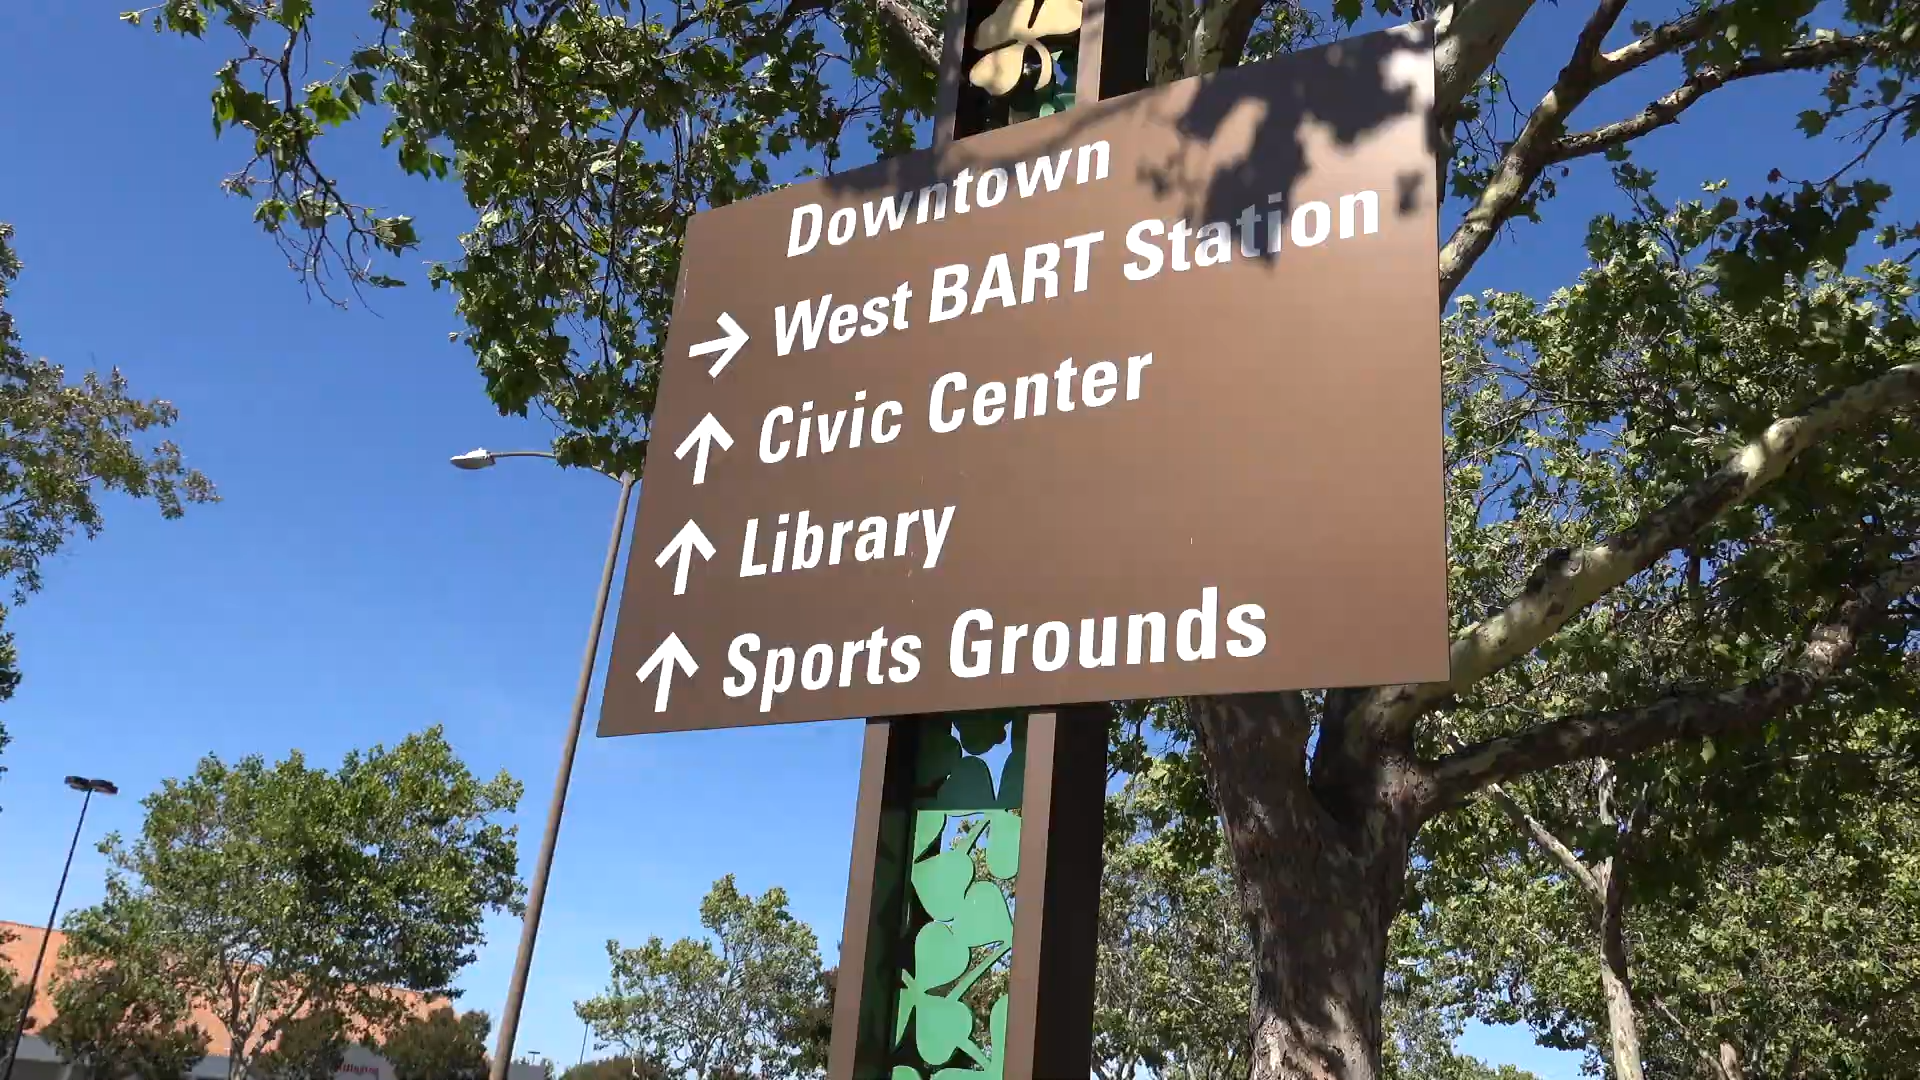 Downtown
→ West BART Station
↑ Civic Center
↑ Library
↑ Sports Grounds